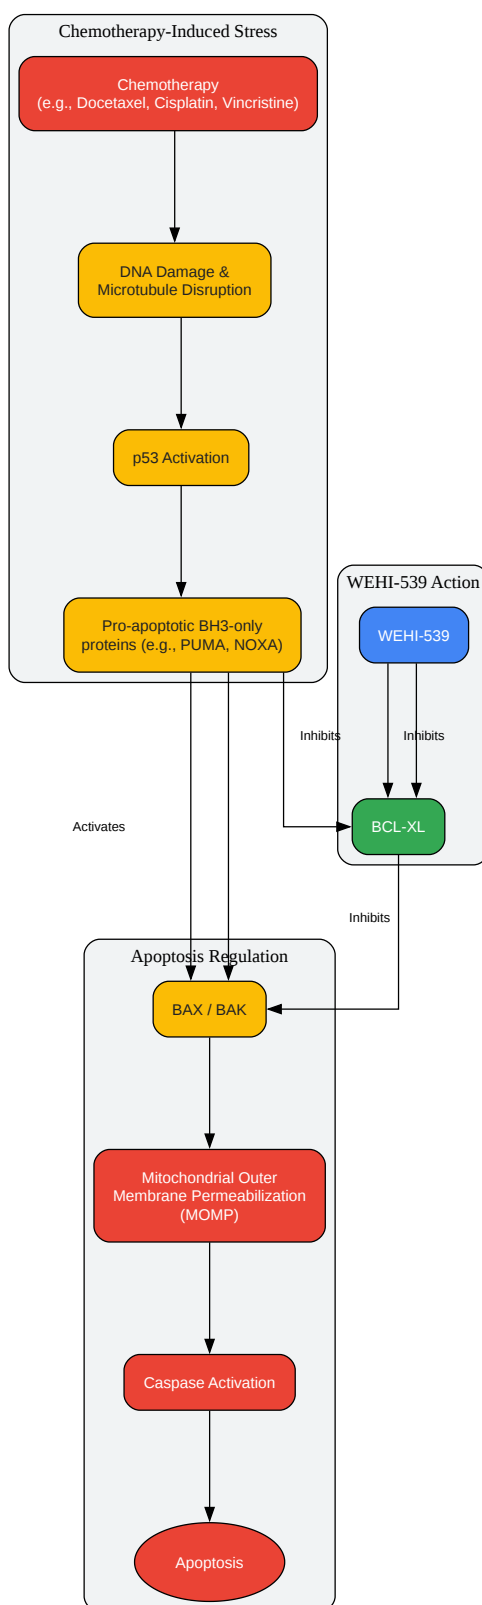 Chemotherapy-Induced Stress
Chemotherapy
(e.g., Docetaxel, Cisplatin, Vincristine)
DNA Damage &
Microtubule Disruption
p53 Activation
Pro-apoptotic BH3-only
proteins (e.g., PUMA, NOXA)
WEHI-539 Action
WEHI-539
Inhibits
Inhibits
Activates
BCL-XL
Inhibits
Apoptosis Regulation
BAX / BAK
Mitochondrial Outer
Membrane Permeabilization
(MOMP)
Caspase Activation
Apoptosis